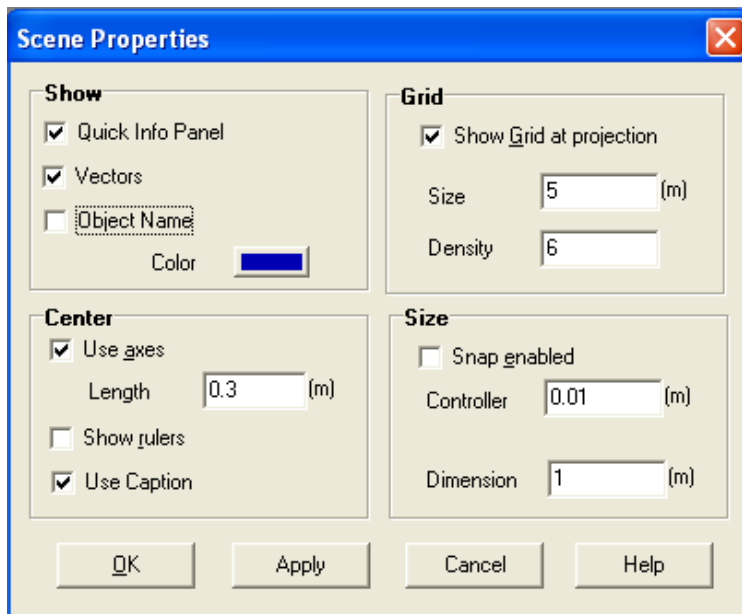 Scene Properties
Show
Quick Info Panel
Vectors
Object Name
Color
Grid
Show Grid at projection
Size 5 (m)
Density 6
Center
Use axes
Length 0.3 (m)
Show rulers
Use Caption
Size
Snap enabled
Controller 0.01 (m)
Dimension 1 (m)
OK Apply Cancel Help